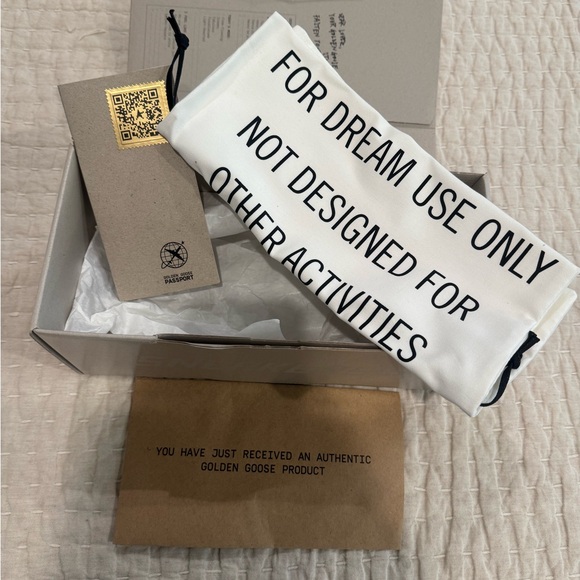 FOR DREAM USE ONLY
NOT DESIGNED FOR
OTHER ACTIVITIES
GOLDEN GOOSE
PASSPORT
YOU HAVE JUST RECEIVED AN AUTHENTIC
GOLDEN GOOSE PRODUCT